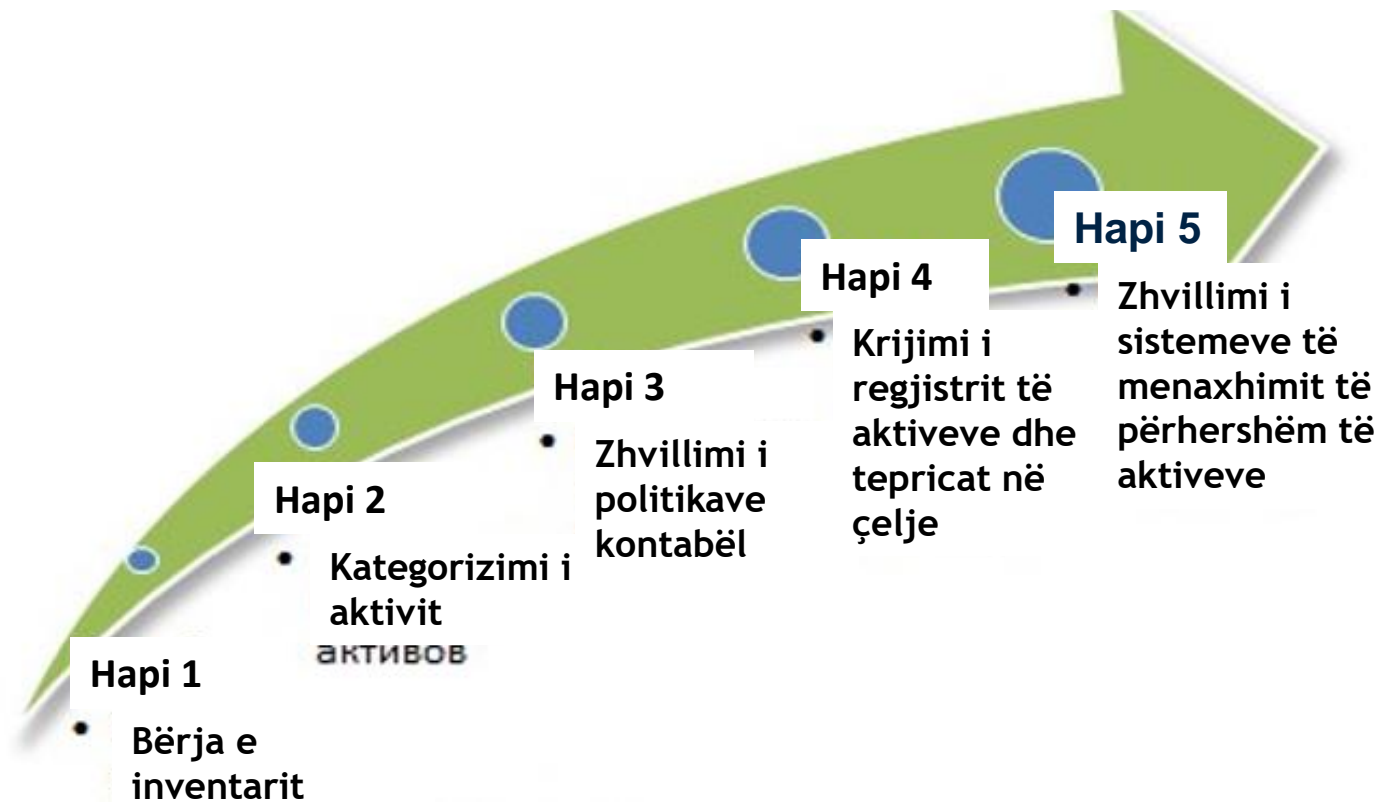 Hapi 1
• Bërja e
inventarit
Hapi 2
• Kategorizimi i
aktivit
активов
Hapi 3
• Zhvillimi i
politikave
kontabël
Hapi 4
• Krijimi i
regjistrit të
aktiveve dhe
tepricat në
çelje
Hapi 5
• Zhvillimi i
sistemeve të
menaxhimit të
përhershëm të
aktiveve